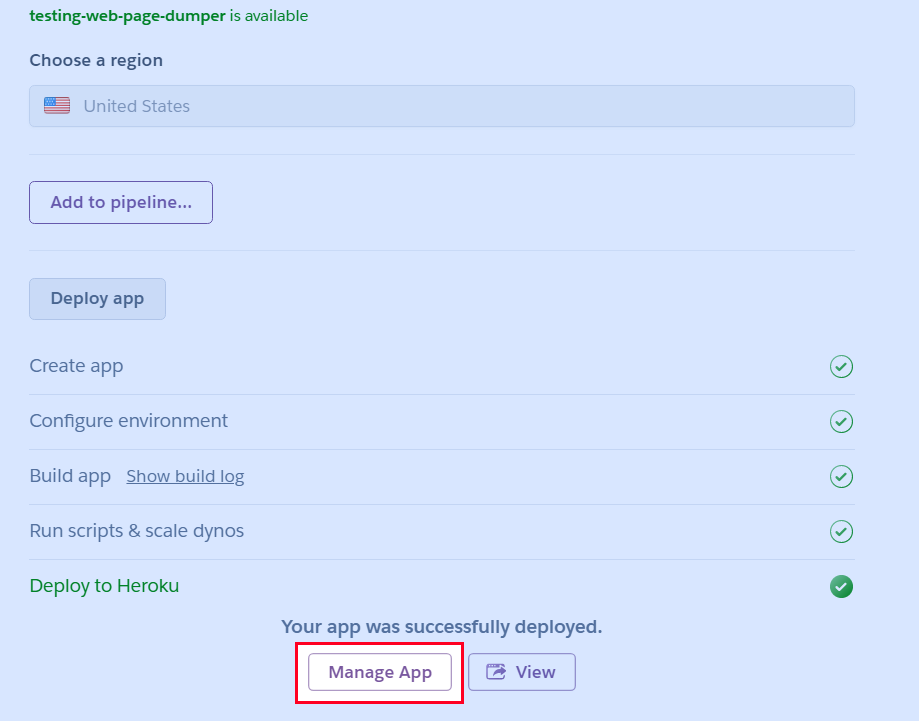 testing-web-page-dumper is available
Choose a region
United States
Add to pipeline...
Deploy app
Create app
Configure environment
Build app Show build log
Run scripts & scale dynos
Deploy to Heroku
Your app was successfully deployed.
Manage App View